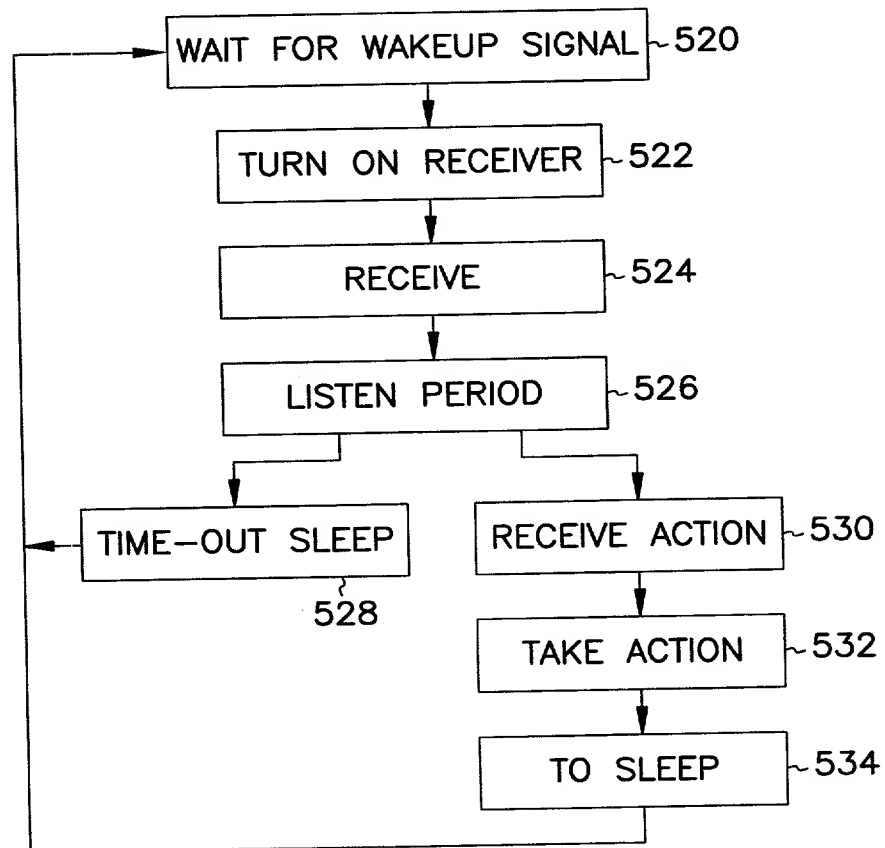 WAIT FOR WAKEUP SIGNAL 520
TURN ON RECEIVER 522
RECEIVE 524
LISTEN PERIOD 526
TIME-OUT SLEEP
528
RECEIVE ACTION 530
TAKE ACTION 532
TO SLEEP 534